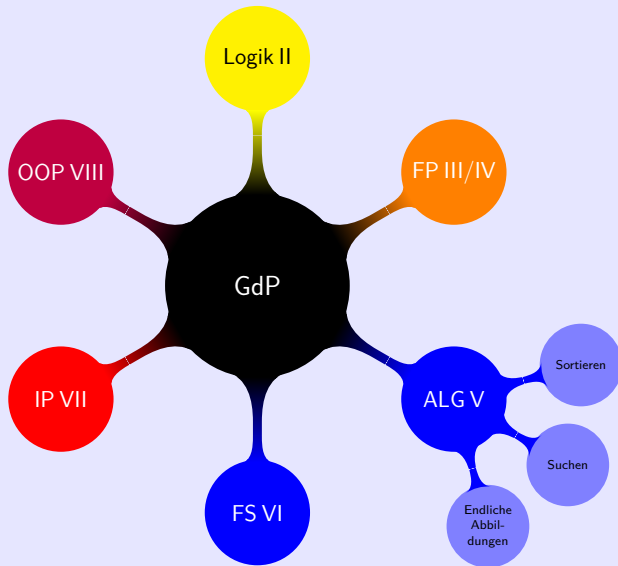 Logik II
OOP VIII
FP III/IV
GdP
IP VII
ALG V
FS VI
Sortieren
Suchen
Endliche
Abbil-
dungen